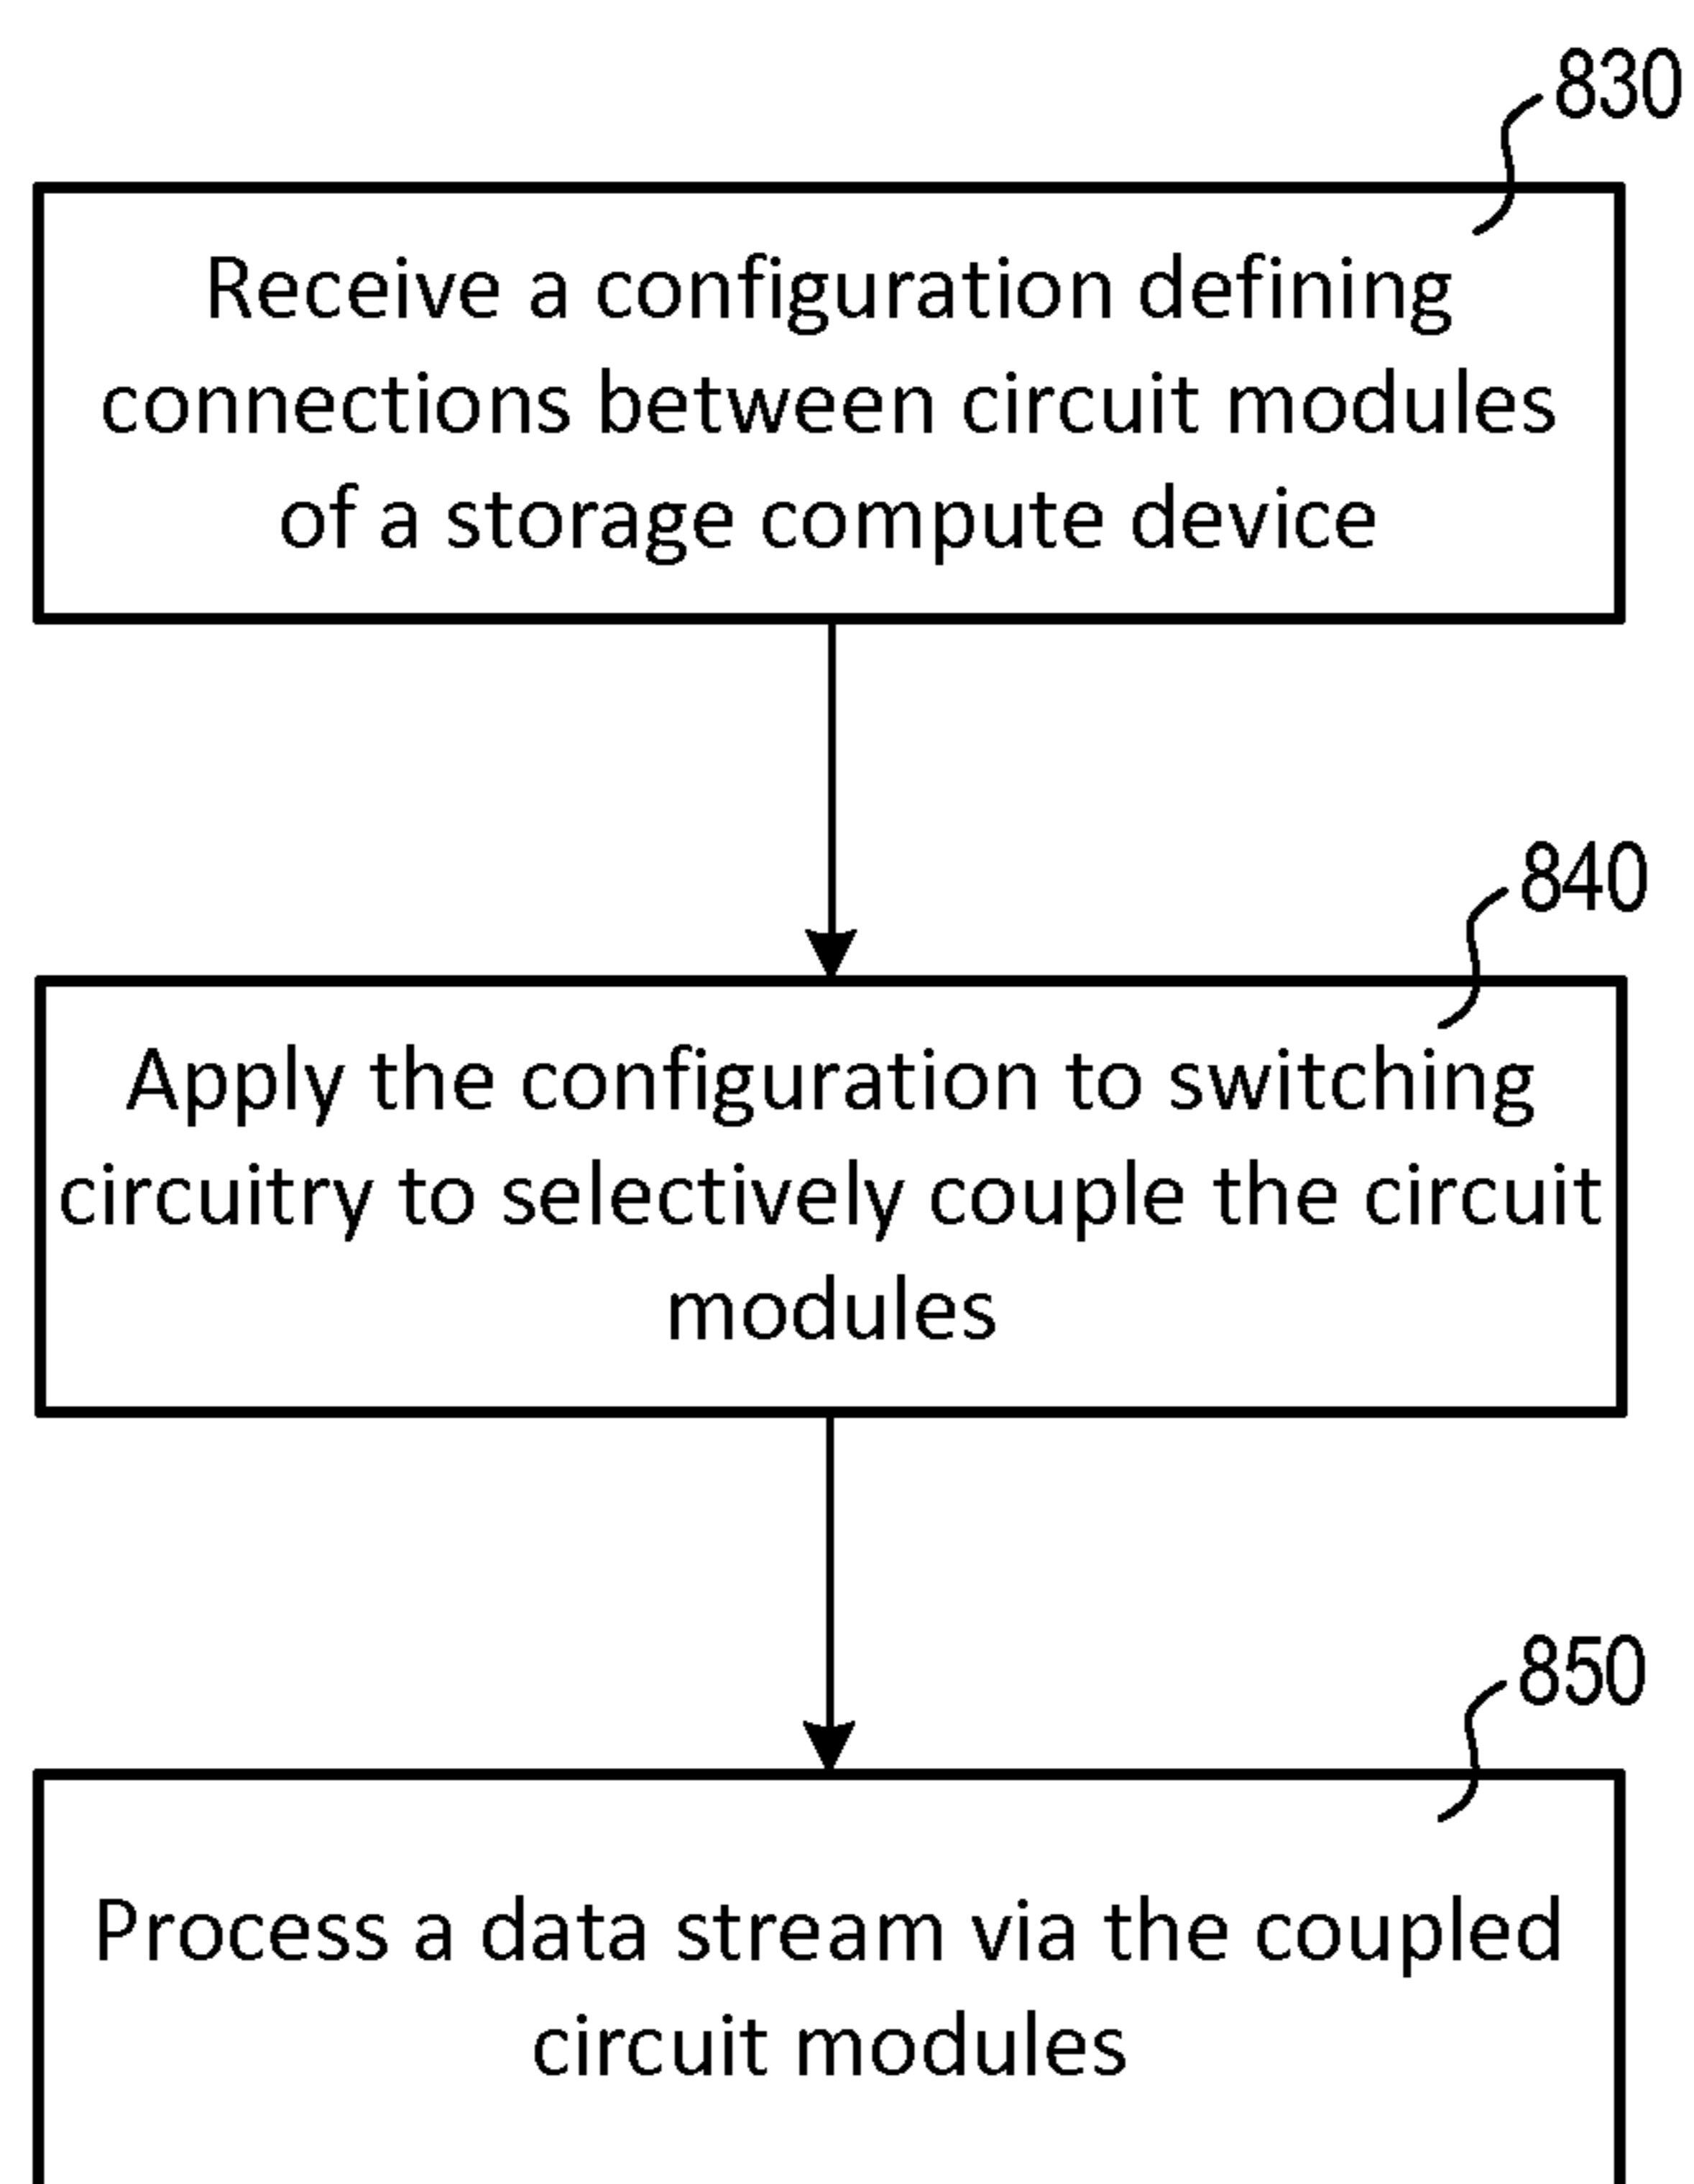 830
Receive a configuration defining
connections between circuit modules
of a storage compute device
840
Apply the configuration to switching
circuitry to selectively couple the circuit
modules
850
Process a data stream via the coupled
circuit modules